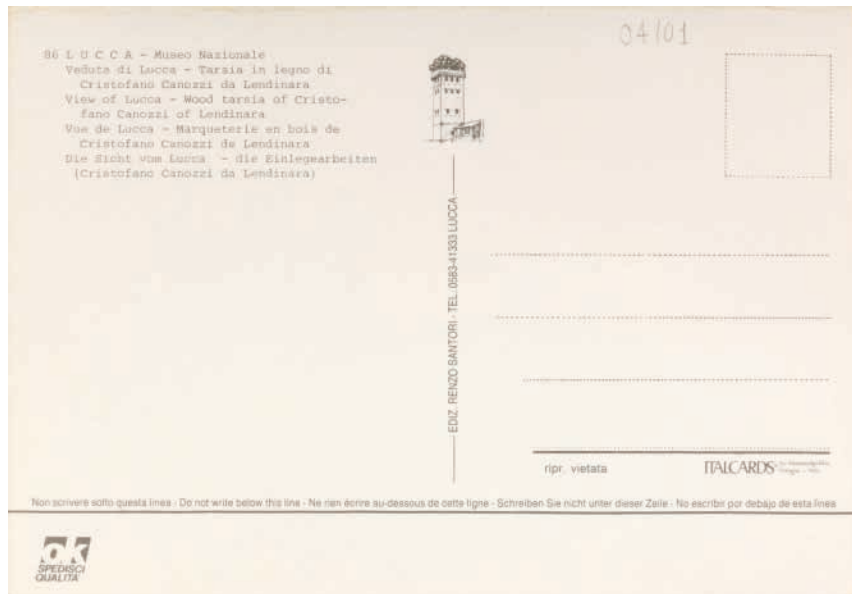 04/01
86 L U C C A - Museo Nazionale
Veduta di Lucca - Tarsia in legno di
Cristofano Canozzi da Lendinara
View of Lucca - Wood tarsia of Cristo-
fano Canozzi of Lendinara
Vue de Lucca - Marqueterie en bois de
Cristofano Canozzi de Lendinara
Die Sicht vom Lucca - die Einlegearbeiten
(Cristofano Canozzi da Lendinara)
EDIZ. RENZO SANTORI - TEL. 0583-41333 LUCCA
ripr. vietata
ITALCARDS
Non scrivere sotto questa linea - Do not write below this line - Ne rien écrire au-dessous de cette ligne - Schreiben Sie nicht unter dieser Zeile - No escribir por debajo de esta linea
ok
SPEDISCI
QUALITA'